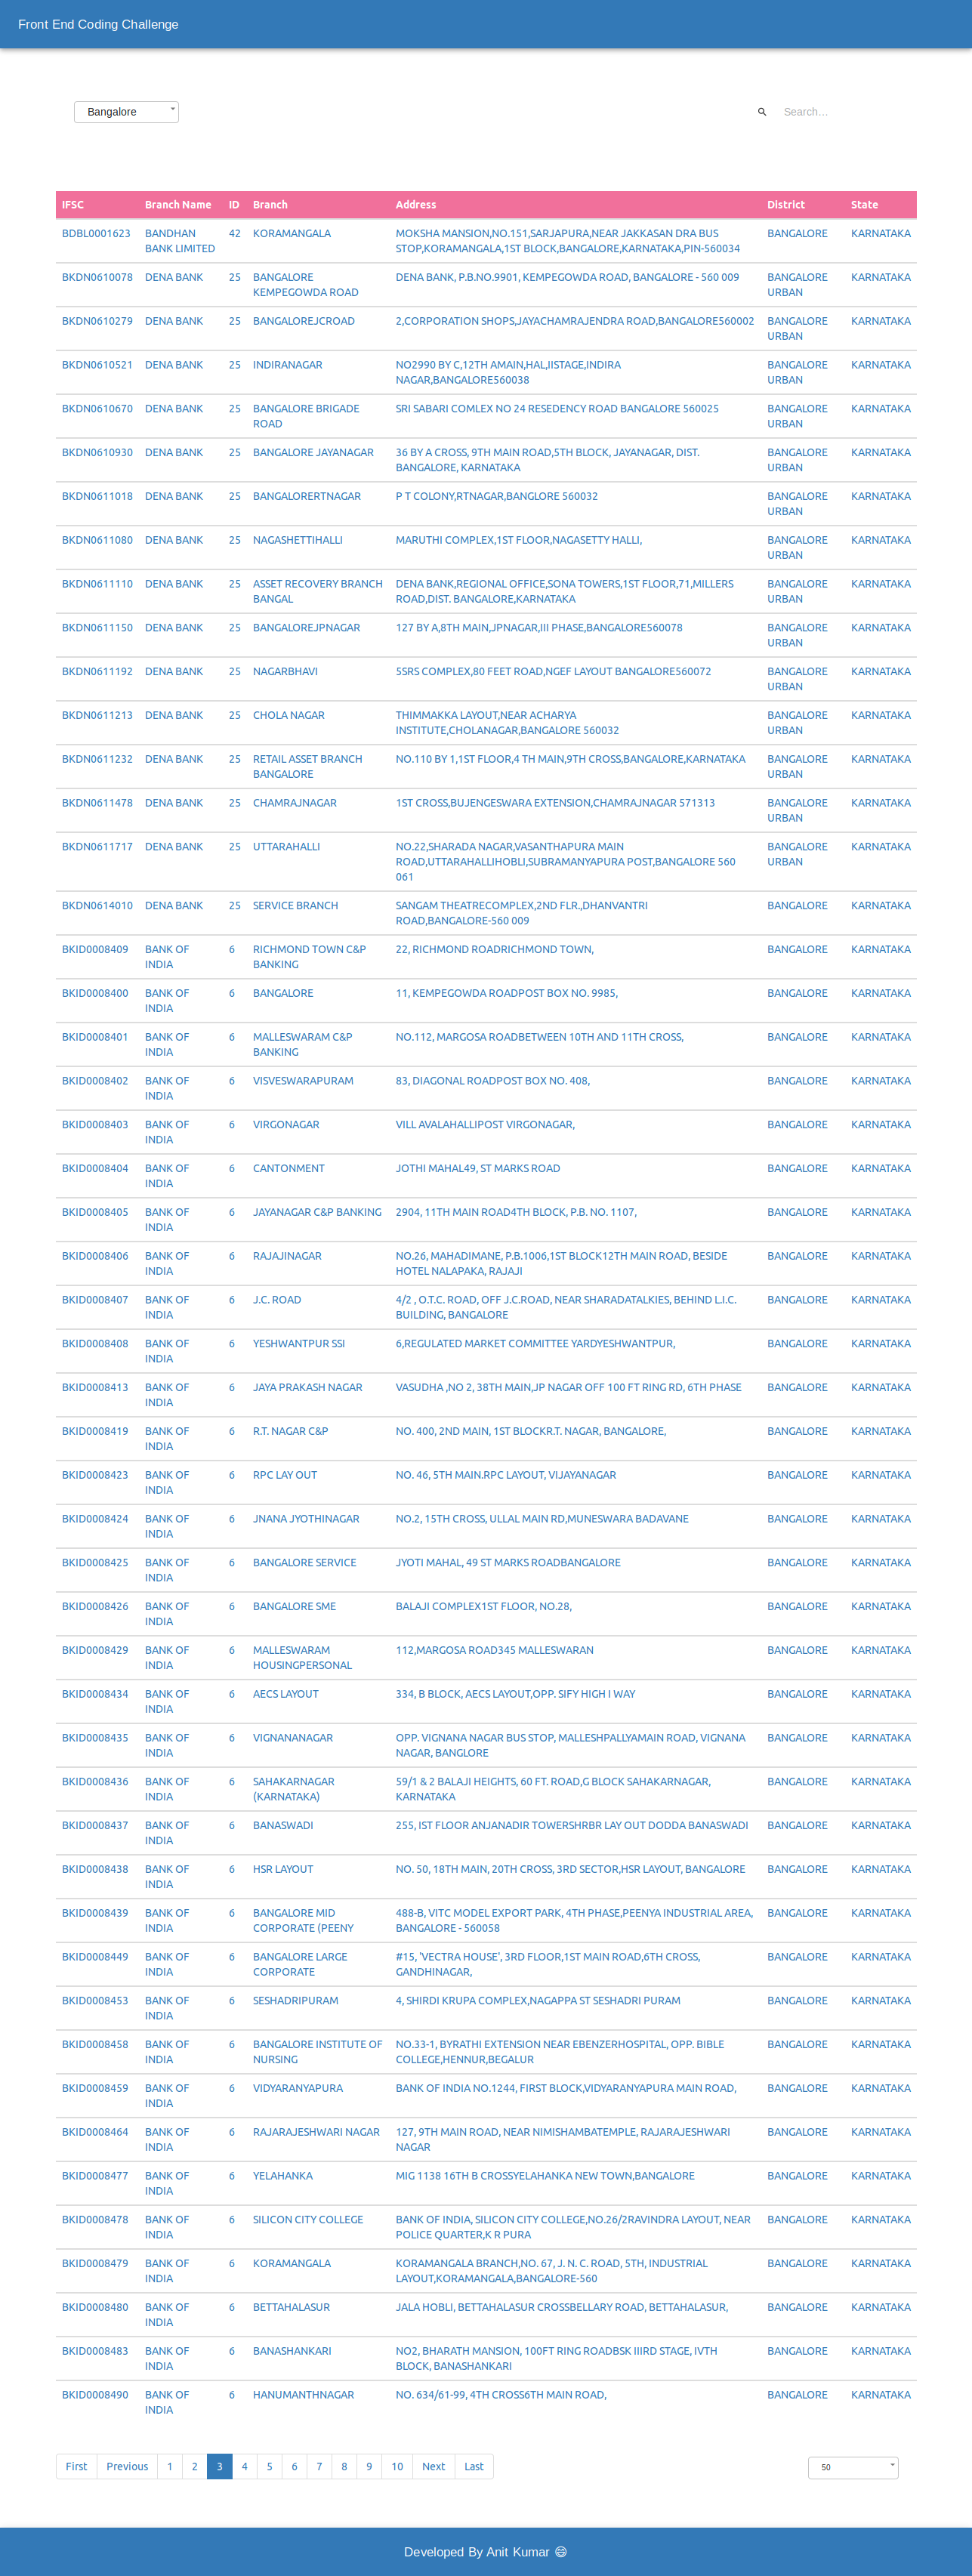 Front End Coding Challenge
Bangalore Search…
IFSC Branch Name ID Branch Address District State
BDBL0001623 BANDHAN 42 KORAMANGALA MOKSHA MANSION,NO.151,SARJAPURA,NEAR JAKKASAN DRA BUS BANGALORE KARNATAKA
BANK LIMITED STOP,KORAMANGALA,1ST BLOCK,BANGALORE,KARNATAKA,PIN-560034
BKDN0610078 DENA BANK 25 BANGALORE DENA BANK, P.B.NO.9901, KEMPEGOWDA ROAD, BANGALORE - 560 009 BANGALORE KARNATAKA
KEMPEGOWDA ROAD URBAN
BKDN0610279 DENA BANK 25 BANGALOREJCROAD 2,CORPORATION SHOPS,JAYACHAMRAJENDRA ROAD,BANGALORE560002 BANGALORE KARNATAKA
URBAN
BKDN0610521 DENA BANK 25 INDIRANAGAR NO2990 BY C,12TH AMAIN,HAL,IISTAGE,INDIRA BANGALORE KARNATAKA
NAGAR,BANGALORE560038 URBAN
BKDN0610670 DENA BANK 25 BANGALORE BRIGADE SRI SABARI COMLEX NO 24 RESEDENCY ROAD BANGALORE 560025 BANGALORE KARNATAKA
ROAD URBAN
BKDN0610930 DENA BANK 25 BANGALORE JAYANAGAR 36 BY A CROSS, 9TH MAIN ROAD,5TH BLOCK, JAYANAGAR, DIST. BANGALORE KARNATAKA
BANGALORE, KARNATAKA URBAN
BKDN0611018 DENA BANK 25 BANGALORERTNAGAR P T COLONY,RTNAGAR,BANGLORE 560032 BANGALORE KARNATAKA
URBAN
BKDN0611080 DENA BANK 25 NAGASHETTIHALLI MARUTHI COMPLEX,1ST FLOOR,NAGASETTY HALLI, BANGALORE KARNATAKA
URBAN
BKDN0611110 DENA BANK 25 ASSET RECOVERY BRANCH DENA BANK,REGIONAL OFFICE,SONA TOWERS,1ST FLOOR,71,MILLERS BANGALORE KARNATAKA
BANGAL ROAD,DIST. BANGALORE,KARNATAKA URBAN
BKDN0611150 DENA BANK 25 BANGALOREJPNAGAR 127 BY A,8TH MAIN,JPNAGAR,III PHASE,BANGALORE560078 BANGALORE KARNATAKA
URBAN
BKDN0611192 DENA BANK 25 NAGARBHAVI 5SRS COMPLEX,80 FEET ROAD,NGEF LAYOUT BANGALORE560072 BANGALORE KARNATAKA
URBAN
BKDN0611213 DENA BANK 25 CHOLA NAGAR THIMMAKKA LAYOUT,NEAR ACHARYA BANGALORE KARNATAKA
INSTITUTE,CHOLANAGAR,BANGALORE 560032 URBAN
BKDN0611232 DENA BANK 25 RETAIL ASSET BRANCH NO.110 BY 1,1ST FLOOR,4 TH MAIN,9TH CROSS,BANGALORE,KARNATAKA BANGALORE KARNATAKA
BANGALORE URBAN
BKDN0611478 DENA BANK 25 CHAMRAJNAGAR 1ST CROSS,BUJENGESWARA EXTENSION,CHAMRAJNAGAR 571313 BANGALORE KARNATAKA
URBAN
BKDN0611717 DENA BANK 25 UTTARAHALLI NO.22,SHARADA NAGAR,VASANTHAPURA MAIN BANGALORE KARNATAKA
ROAD,UTTARAHALLIHOBLI,SUBRAMANYAPURA POST,BANGALORE 560 URBAN
061
BKDN0614010 DENA BANK 25 SERVICE BRANCH SANGAM THEATRECOMPLEX,2ND FLR.,DHANVANTRI BANGALORE KARNATAKA
ROAD,BANGALORE-560 009
BKID0008409 BANK OF 6 RICHMOND TOWN C&P 22, RICHMOND ROADRICHMOND TOWN, BANGALORE KARNATAKA
INDIA BANKING
BKID0008400 BANK OF 6 BANGALORE 11, KEMPEGOWDA ROADPOST BOX NO. 9985, BANGALORE KARNATAKA
INDIA
BKID0008401 BANK OF 6 MALLESWARAM C&P NO.112, MARGOSA ROADBETWEEN 10TH AND 11TH CROSS, BANGALORE KARNATAKA
INDIA BANKING
BKID0008402 BANK OF 6 VISVESWARAPURAM 83, DIAGONAL ROADPOST BOX NO. 408, BANGALORE KARNATAKA
INDIA
BKID0008403 BANK OF 6 VIRGONAGAR VILL AVALAHALLIPOST VIRGONAGAR, BANGALORE KARNATAKA
INDIA
BKID0008404 BANK OF 6 CANTONMENT JOTHI MAHAL49, ST MARKS ROAD BANGALORE KARNATAKA
INDIA
BKID0008405 BANK OF 6 JAYANAGAR C&P BANKING 2904, 11TH MAIN ROAD4TH BLOCK, P.B. NO. 1107, BANGALORE KARNATAKA
INDIA
BKID0008406 BANK OF 6 RAJAJINAGAR NO.26, MAHADIMANE, P.B.1006,1ST BLOCK12TH MAIN ROAD, BESIDE BANGALORE KARNATAKA
INDIA HOTEL NALAPAKA, RAJAJI
BKID0008407 BANK OF 6 J.C. ROAD 4/2 , O.T.C. ROAD, OFF J.C.ROAD, NEAR SHARADATALKIES, BEHIND L.I.C. BANGALORE KARNATAKA
INDIA BUILDING, BANGALORE
BKID0008408 BANK OF 6 YESHWANTPUR SSI 6,REGULATED MARKET COMMITTEE YARDYESHWANTPUR, BANGALORE KARNATAKA
INDIA
BKID0008413 BANK OF 6 JAYA PRAKASH NAGAR VASUDHA ,NO 2, 38TH MAIN,JP NAGAR OFF 100 FT RING RD, 6TH PHASE BANGALORE KARNATAKA
INDIA
BKID0008419 BANK OF 6 R.T. NAGAR C&P NO. 400, 2ND MAIN, 1ST BLOCKR.T. NAGAR, BANGALORE, BANGALORE KARNATAKA
INDIA
BKID0008423 BANK OF 6 RPC LAY OUT NO. 46, 5TH MAIN.RPC LAYOUT, VIJAYANAGAR BANGALORE KARNATAKA
INDIA
BKID0008424 BANK OF 6 JNANA JYOTHINAGAR NO.2, 15TH CROSS, ULLAL MAIN RD,MUNESWARA BADAVANE BANGALORE KARNATAKA
INDIA
BKID0008425 BANK OF 6 BANGALORE SERVICE JYOTI MAHAL, 49 ST MARKS ROADBANGALORE BANGALORE KARNATAKA
INDIA
BKID0008426 BANK OF 6 BANGALORE SME BALAJI COMPLEX1ST FLOOR, NO.28, BANGALORE KARNATAKA
INDIA
BKID0008429 BANK OF 6 MALLESWARAM 112,MARGOSA ROAD345 MALLESWARAN BANGALORE KARNATAKA
INDIA HOUSINGPERSONAL
BKID0008434 BANK OF 6 AECS LAYOUT 334, B BLOCK, AECS LAYOUT,OPP. SIFY HIGH I WAY BANGALORE KARNATAKA
INDIA
BKID0008435 BANK OF 6 VIGNANANAGAR OPP. VIGNANA NAGAR BUS STOP, MALLESHPALLYAMAIN ROAD, VIGNANA BANGALORE KARNATAKA
INDIA NAGAR, BANGLORE
BKID0008436 BANK OF 6 SAHAKARNAGAR 59/1 & 2 BALAJI HEIGHTS, 60 FT. ROAD,G BLOCK SAHAKARNAGAR, BANGALORE KARNATAKA
INDIA (KARNATAKA) KARNATAKA
BKID0008437 BANK OF 6 BANASWADI 255, IST FLOOR ANJANADIR TOWERSHRBR LAY OUT DODDA BANASWADI BANGALORE KARNATAKA
INDIA
BKID0008438 BANK OF 6 HSR LAYOUT NO. 50, 18TH MAIN, 20TH CROSS, 3RD SECTOR,HSR LAYOUT, BANGALORE BANGALORE KARNATAKA
INDIA
BKID0008439 BANK OF 6 BANGALORE MID 488-B, VITC MODEL EXPORT PARK, 4TH PHASE,PEENYA INDUSTRIAL AREA, BANGALORE KARNATAKA
INDIA CORPORATE (PEENY BANGALORE - 560058
BKID0008449 BANK OF 6 BANGALORE LARGE #15, 'VECTRA HOUSE', 3RD FLOOR,1ST MAIN ROAD,6TH CROSS, BANGALORE KARNATAKA
INDIA CORPORATE GANDHINAGAR,
BKID0008453 BANK OF 6 SESHADRIPURAM 4, SHIRDI KRUPA COMPLEX,NAGAPPA ST SESHADRI PURAM BANGALORE KARNATAKA
INDIA
BKID0008458 BANK OF 6 BANGALORE INSTITUTE OF NO.33-1, BYRATHI EXTENSION NEAR EBENZERHOSPITAL, OPP. BIBLE BANGALORE KARNATAKA
INDIA NURSING COLLEGE,HENNUR,BEGALUR
BKID0008459 BANK OF 6 VIDYARANYAPURA BANK OF INDIA NO.1244, FIRST BLOCK,VIDYARANYAPURA MAIN ROAD, BANGALORE KARNATAKA
INDIA
BKID0008464 BANK OF 6 RAJARAJESHWARI NAGAR 127, 9TH MAIN ROAD, NEAR NIMISHAMBATEMPLE, RAJARAJESHWARI BANGALORE KARNATAKA
INDIA NAGAR
BKID0008477 BANK OF 6 YELAHANKA MIG 1138 16TH B CROSSYELAHANKA NEW TOWN,BANGALORE BANGALORE KARNATAKA
INDIA
BKID0008478 BANK OF 6 SILICON CITY COLLEGE BANK OF INDIA, SILICON CITY COLLEGE,NO.26/2RAVINDRA LAYOUT, NEAR BANGALORE KARNATAKA
INDIA POLICE QUARTER,K R PURA
BKID0008479 BANK OF 6 KORAMANGALA KORAMANGALA BRANCH,NO. 67, J. N. C. ROAD, 5TH, INDUSTRIAL BANGALORE KARNATAKA
INDIA LAYOUT,KORAMANGALA,BANGALORE-560
BKID0008480 BANK OF 6 BETTAHALASUR JALA HOBLI, BETTAHALASUR CROSSBELLARY ROAD, BETTAHALASUR, BANGALORE KARNATAKA
INDIA
BKID0008483 BANK OF 6 BANASHANKARI NO2, BHARATH MANSION, 100FT RING ROADBSK IIIRD STAGE, IVTH BANGALORE KARNATAKA
INDIA BLOCK, BANASHANKARI
BKID0008490 BANK OF 6 HANUMANTHNAGAR NO. 634/61-99, 4TH CROSS6TH MAIN ROAD, BANGALORE KARNATAKA
INDIA
First Previous 1 2 3 4 5 6 7 8 9 10 Next Last 50
Developed By Anit Kumar 😄